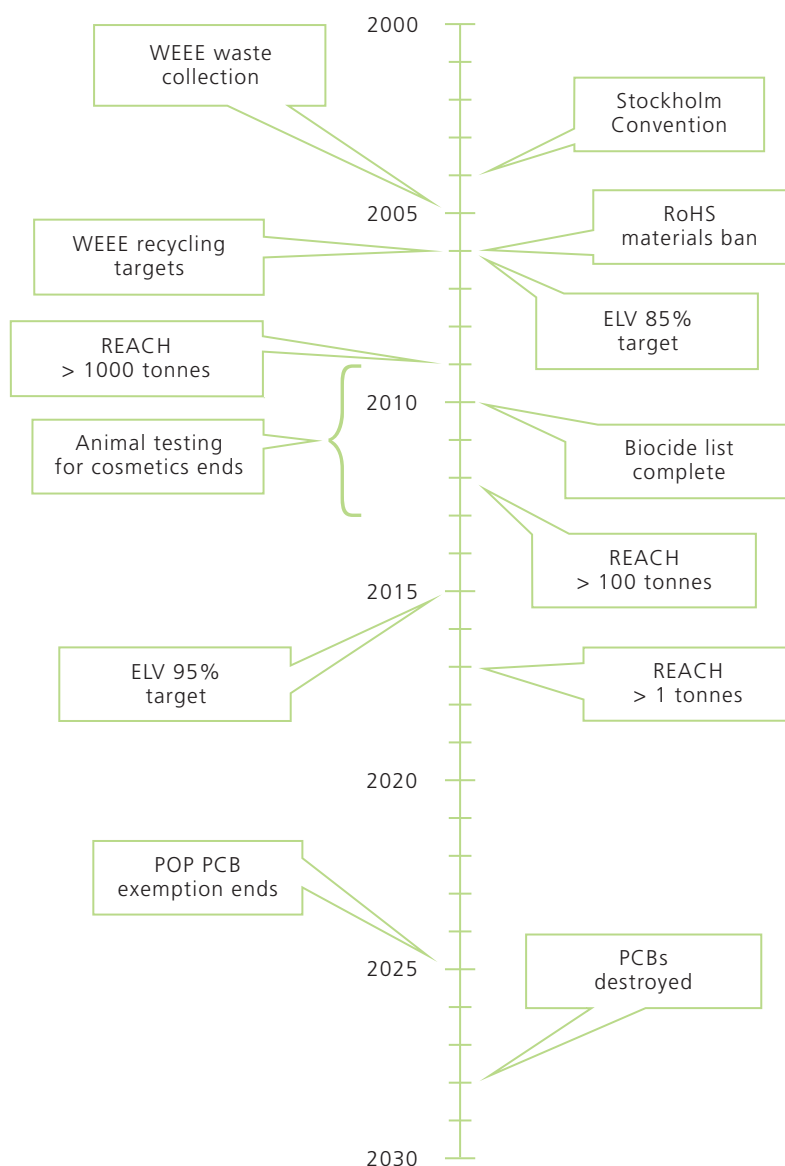 2000
WEEE waste
collection
Stockholm
Convention
2005
RoHS
materials ban
WEEE recycling
targets
ELV 85%
target
REACH
> 1000 tonnes
2010
Animal testing
for cosmetics ends
Biocide list
complete
REACH
> 100 tonnes
2015
ELV 95%
target
REACH
> 1 tonnes
2020
POP PCB
exemption ends
2025
PCBs
destroyed
2030